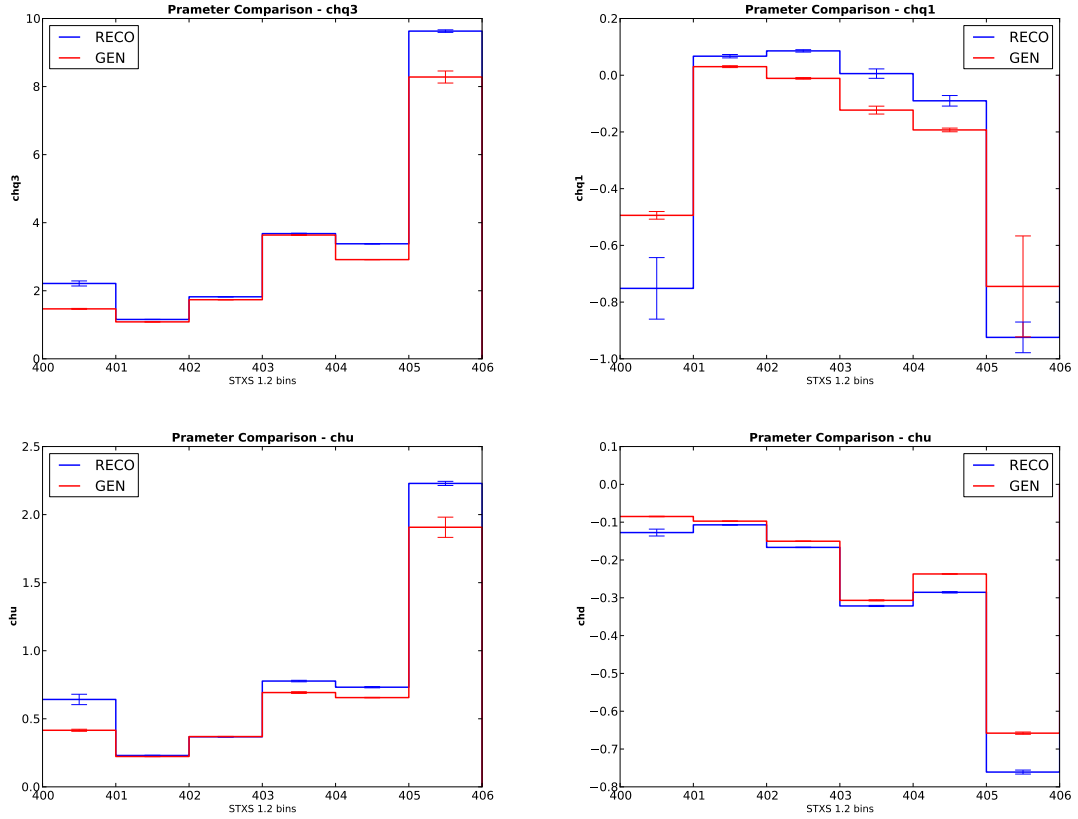 Prameter Comparison - chq3
10
8
6
4
2
0
chq3
RECO
GEN
400 401 402 403 404 405 406
STXS 1.2 bins
Prameter Comparison - chq1
0.2
0.0
−0.2
−0.4
−0.6
−0.8
−1.0
chq1
RECO
GEN
400 401 402 403 404 405 406
STXS 1.2 bins
Prameter Comparison - chu
2.5
2.0
1.5
1.0
0.5
0.0
chu
RECO
GEN
400 401 402 403 404 405 406
STXS 1.2 bins
Prameter Comparison - chu
0.1
0.0
−0.1
−0.2
−0.3
−0.4
−0.5
−0.6
−0.7
−0.8
chd
RECO
GEN
400 401 402 403 404 405 406
STXS 1.2 bins